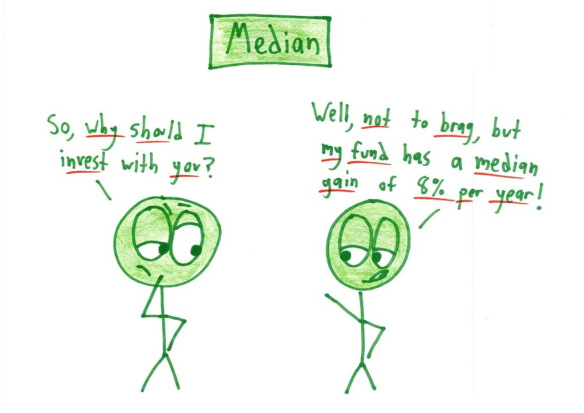 Median
So, why should I
invest with you?
Well, not to brag, but
my fund has a median
gain of 8% per year!